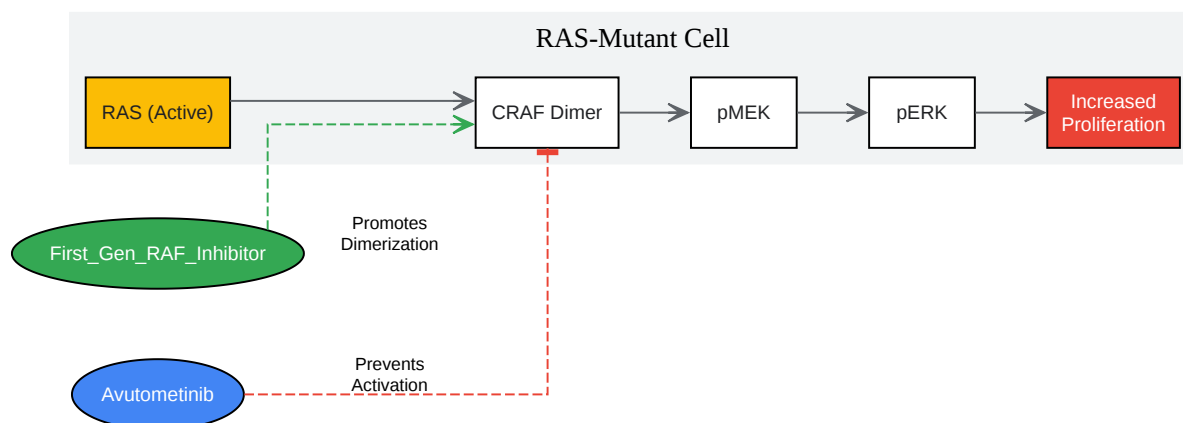 RAS-Mutant Cell
RAS (Active)
CRAF Dimer
pMEK
pERK
Increased
Proliferation
Promotes
Dimerization
First_Gen_RAF_Inhibitor
Prevents
Activation
Avutometinib